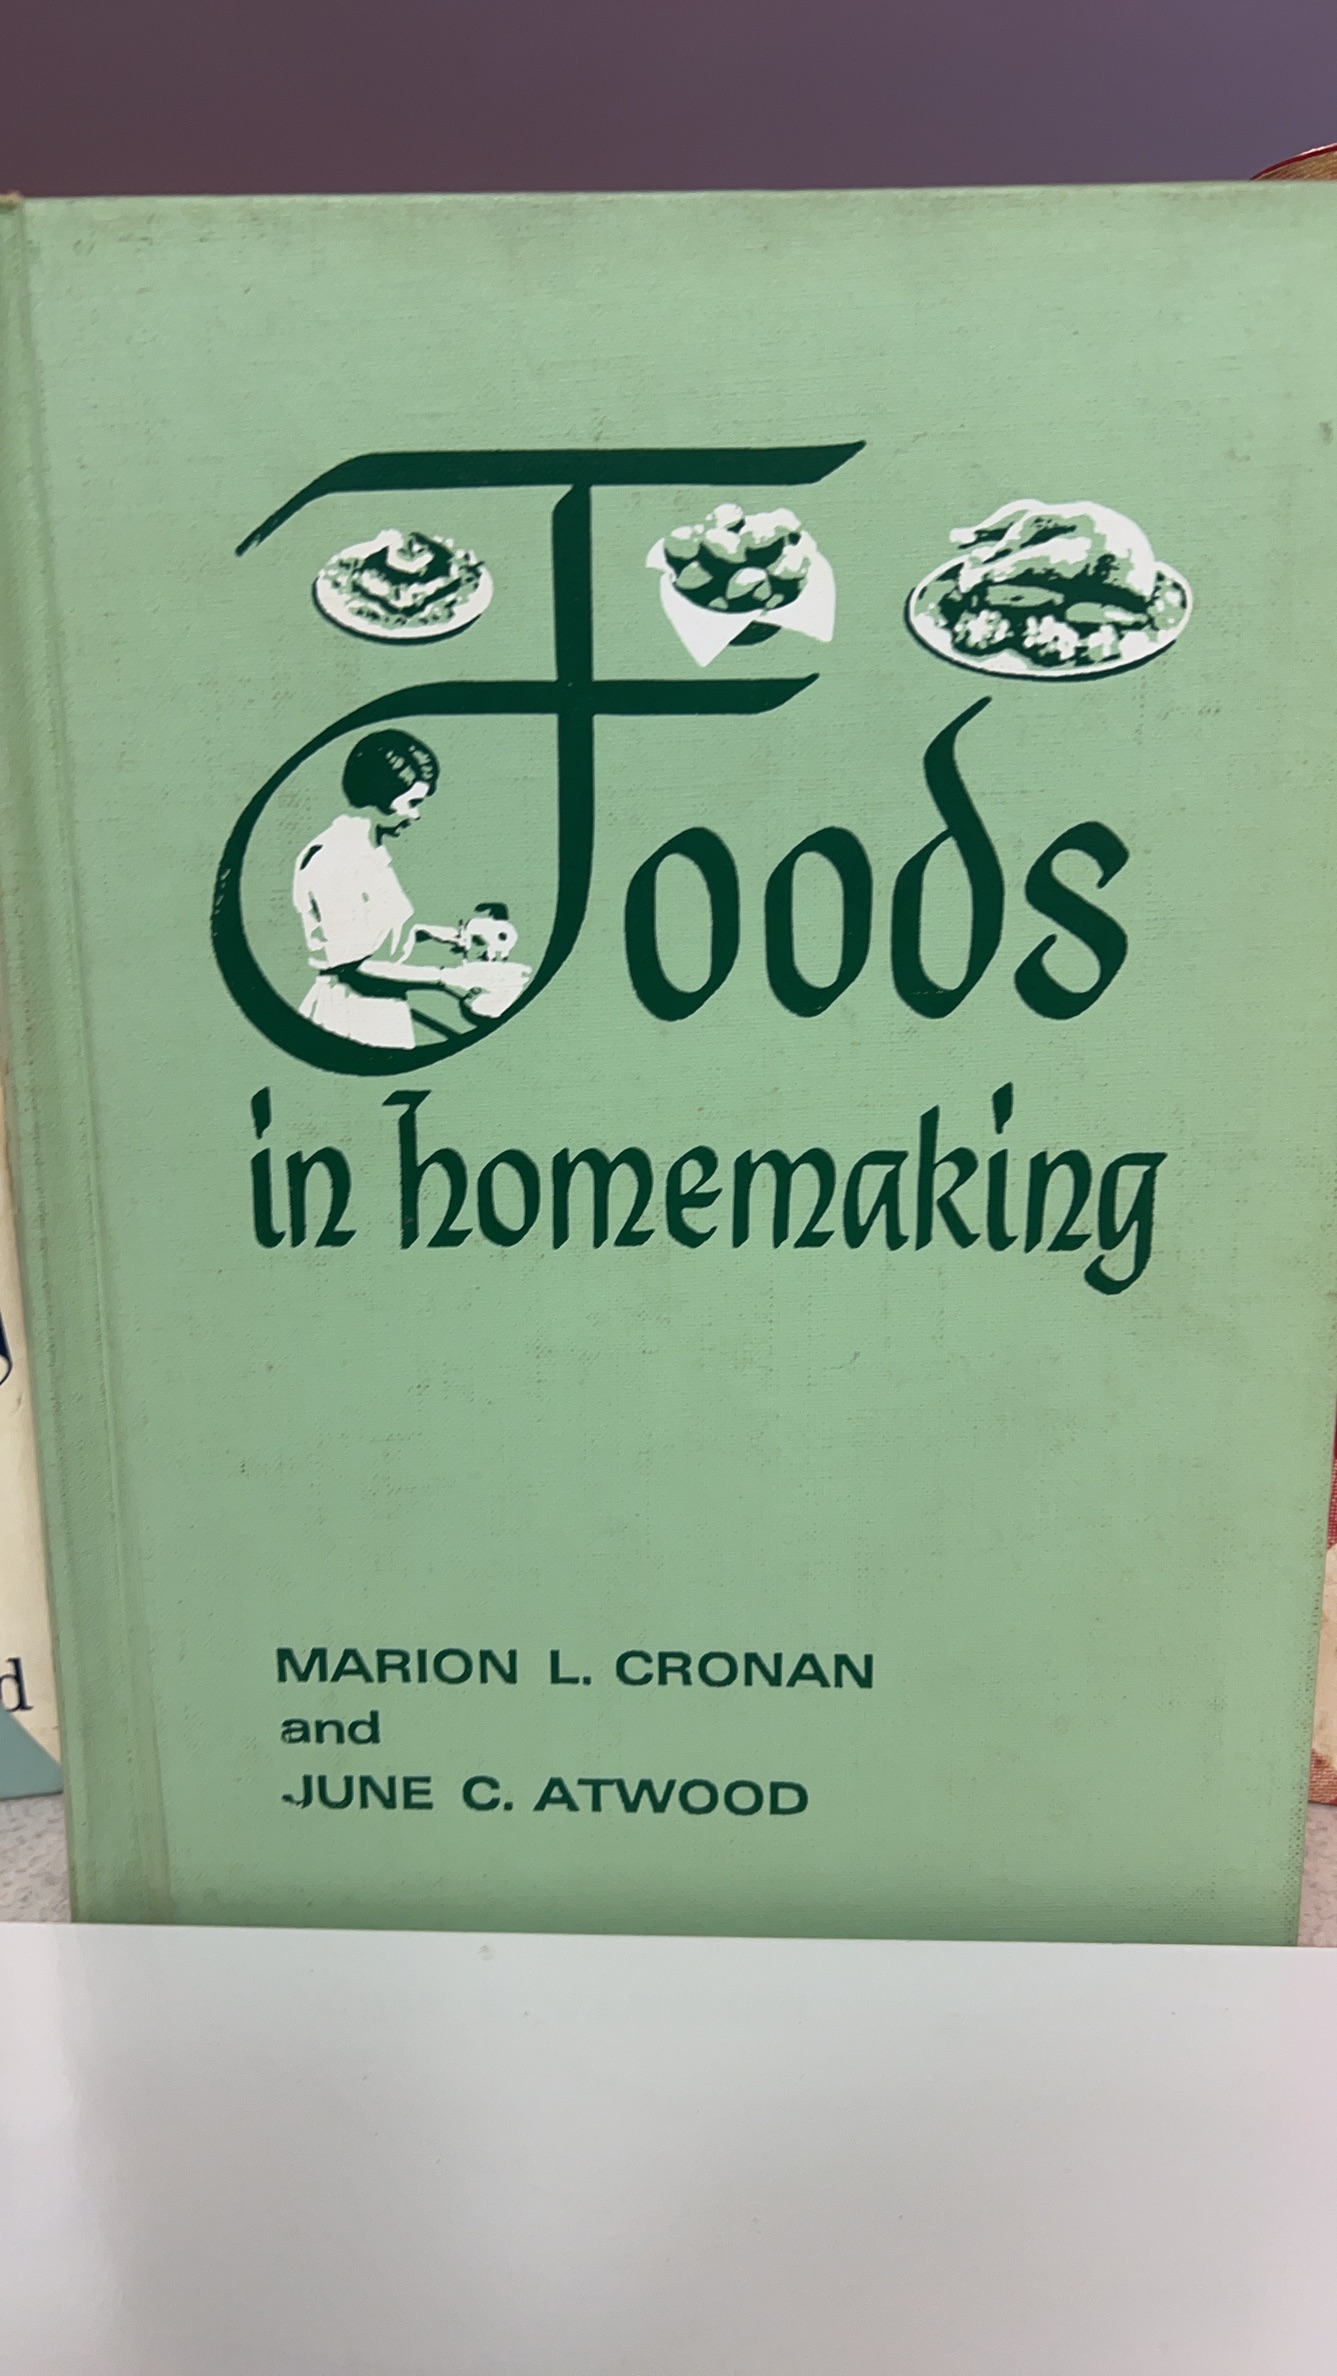 Foods
in homemaking
MARION L. CRONAN
and
JUNE C. ATWOOD
d